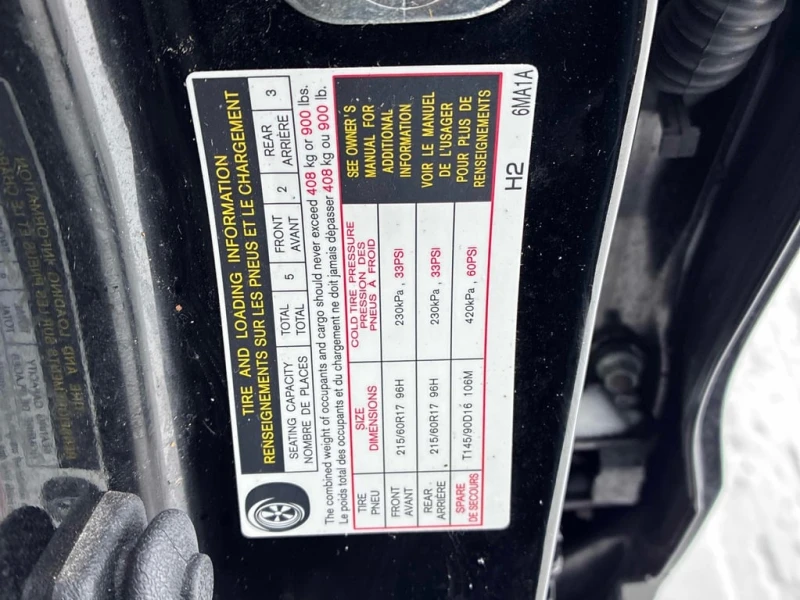 TIRE AND LOADING INFORMATION
RENSEIGNEMENTS SUR LES PNEUS ET LE CHARGEMENT
SEATING CAPACITY TOTAL 5 FRONT 2 REAR 3
NOMBRE DE PLACES TOTAL AVANT ARRIÈRE
The combined weight of occupants and cargo should never exceed 408 kg or 900 lbs.
Le poids total des occupants et du chargement ne doit jamais dépasser 408 kg ou 900 lb.
TIRE SIZE COLD TIRE PRESSURE
PNEU DIMENSIONS PRESSION DES
PNEUS À FROID
FRONT 215/60R17 96H 230kPa, 33PSI
AVANT
REAR 215/60R17 96H 230kPa, 33PSI
ARRIÈRE
SPARE T145/90D16 106M 420kPa, 60PSI
DE SECOURS
SEE OWNER'S
MANUAL FOR
ADDITIONAL
INFORMATION
VOIR LE MANUEL
DE L'USAGER
POUR PLUS DE
RENSEIGNEMENTS
H2 6MA1A